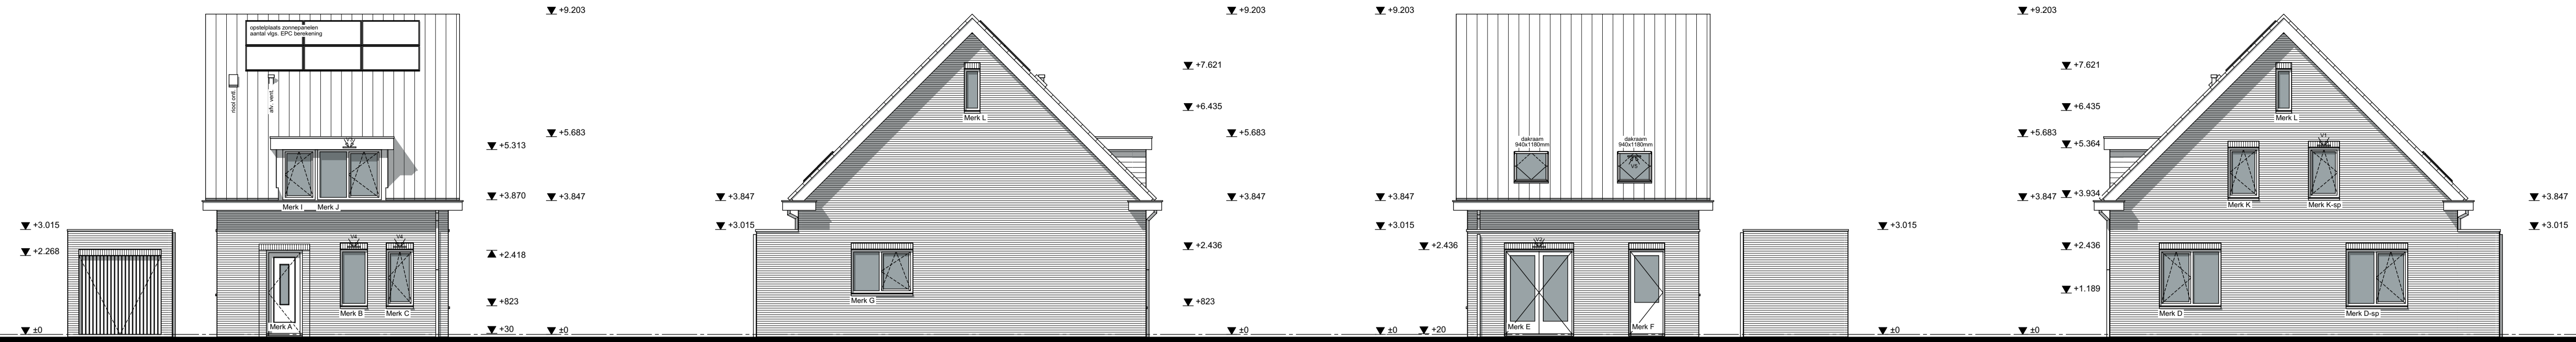 opstelplaats zonnepanelen
aantal vlgs. EPC berekening
riool ontl.
afv. vent.
V3
Merk I
Merk J
V4
V4
Merk A
Merk B
Merk C
+3.015
+2.268
±0
+5.313
+3.870
+2.418
+823
+30
+9.203
+5.683
+3.847
±0
Merk L
Merk G
+3.847
+3.015
+7.621
+6.435
+2.436
+823
+9.203
+5.683
+3.847
±0
+9.203
+3.847
+3.015
+2.436
±0
+20
dakraam
940x1180mm
dakraam
940x1180mm
Merk E
Merk F
+3.015
±0
+9.203
+5.683
+3.847
±0
+7.621
+6.435
+5.364
+3.934
+2.436
+1.189
Merk L
V1
Merk K
Merk K-sp
Merk D
Merk D-sp
+3.847
+3.015